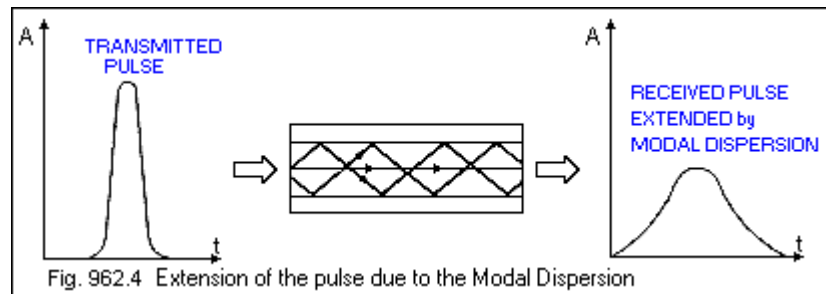 A
TRANSMITTED
PULSE
t
A
RECEIVED PULSE
EXTENDED by
MODAL DISPERSION
t
Fig. 962.4 Extension of the pulse due to the Modal Dispersion